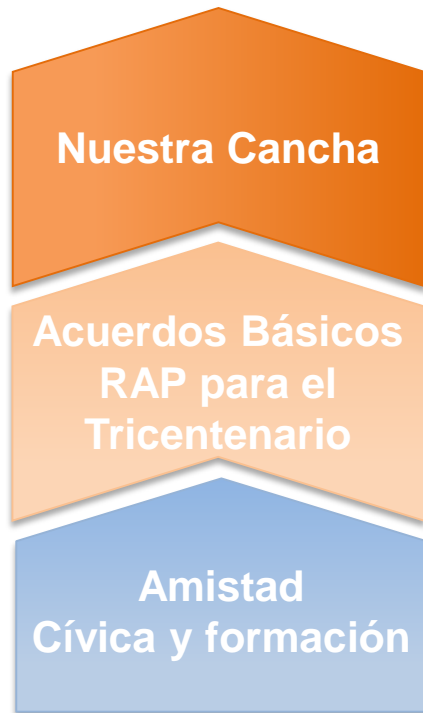 Nuestra Cancha
Acuerdos Básicos
RAP para el
Tricentenario
Amistad
Cívica y formación